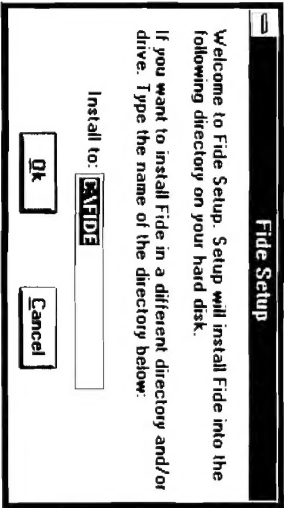 Fide Setup
Welcome to Fide Setup. Setup will install Fide into the
following directory on your hard disk.
If you want to install Fide in a different directory and/or
drive. Type the name of the directory below:
Install to: C:\FIDE
Ok Cancel